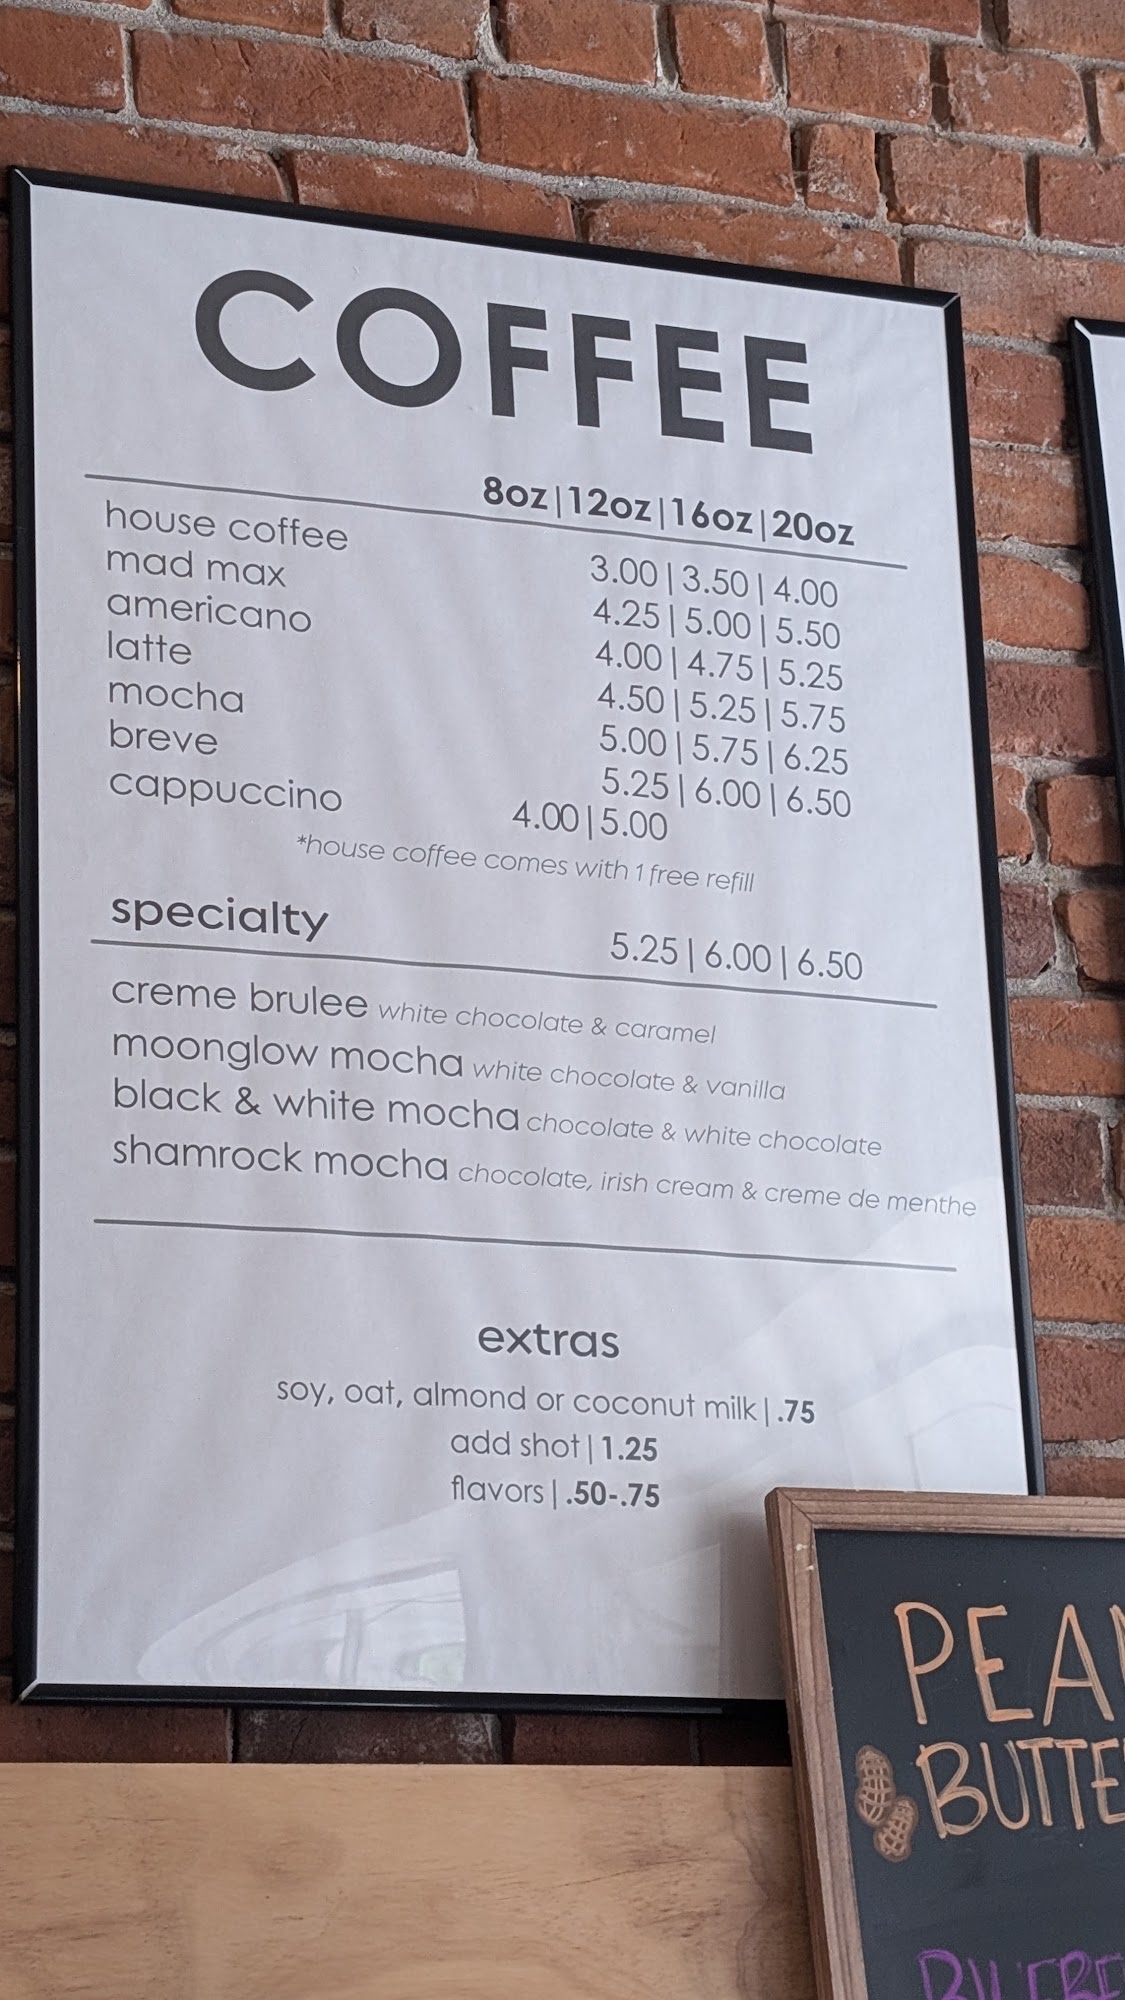 COFFEE
8oz|12oz|16oz|20oz
house coffee 3.00|3.50|4.00
mad max 4.25|5.00|5.50
americano 4.00|4.75|5.25
latte 4.50|5.25|5.75
mocha 5.00|5.75|6.25
breve 5.25|6.00|6.50
cappuccino 4.00|5.00
*house coffee comes with 1 free refill
specialty 5.25|6.00|6.50
creme brulee white chocolate & caramel
moonglow mocha white chocolate & vanilla
black & white mocha chocolate & white chocolate
shamrock mocha chocolate, irish cream & creme de menthe
extras
soy, oat, almond or coconut milk|.75
add shot|1.25
flavors|.50-.75